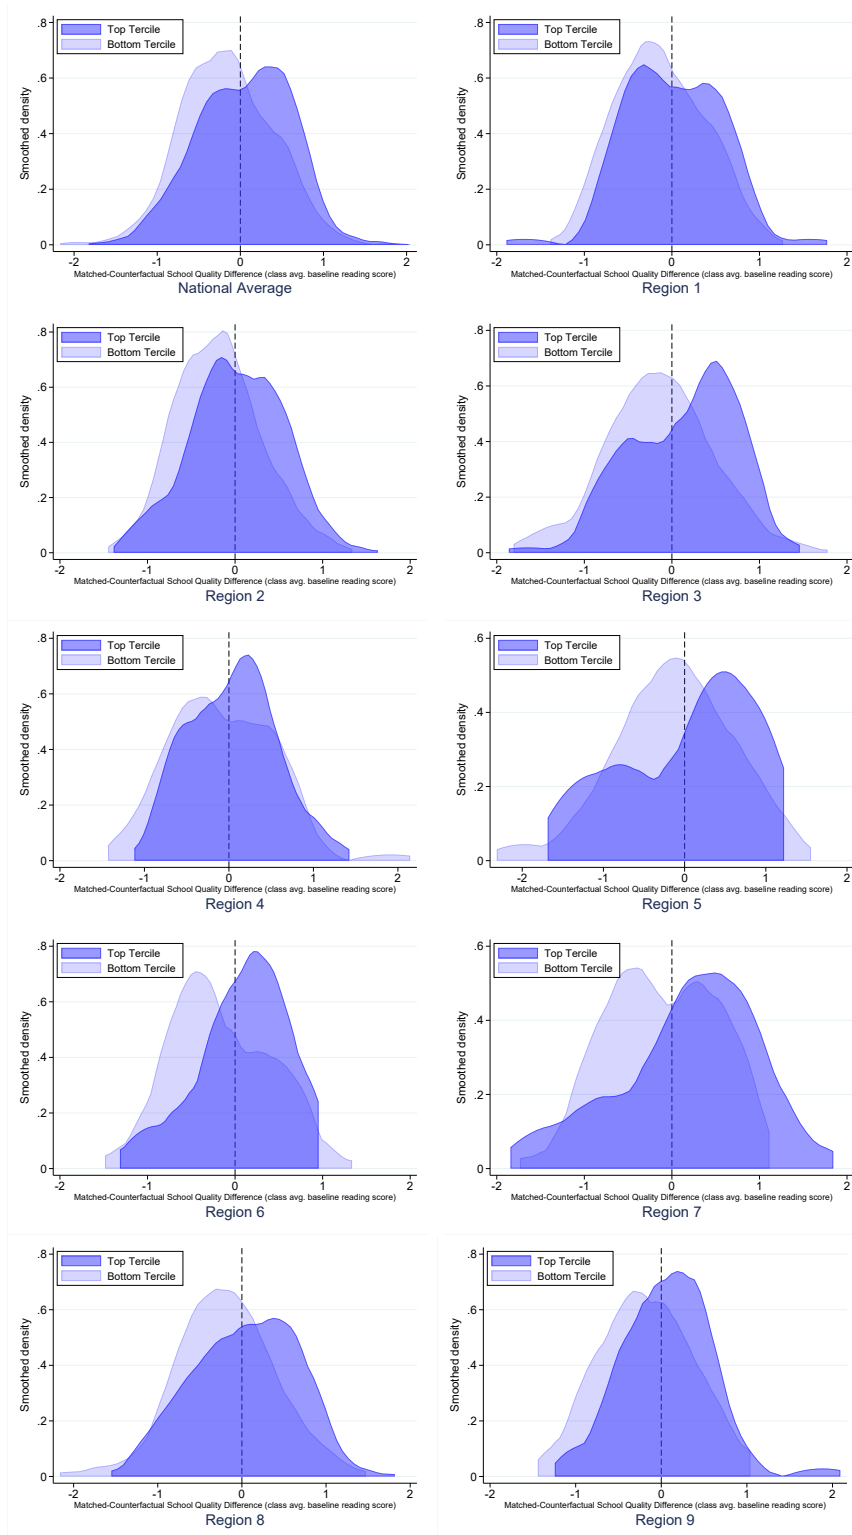 .8
.6
.4
.2
0
Smoothed density
Top Tercile
Bottom Tercile
-2 -1 0 1 2
Matched-Counterfactual School Quality Difference (class avg. baseline reading score)
National Average
.8
.6
.4
.2
0
Smoothed density
Top Tercile
Bottom Tercile
-2 -1 0 1 2
Matched-Counterfactual School Quality Difference (class avg. baseline reading score)
Region 1
.8
.6
.4
.2
0
Smoothed density
Top Tercile
Bottom Tercile
-2 -1 0 1 2
Matched-Counterfactual School Quality Difference (class avg. baseline reading score)
Region 2
.8
.6
.4
.2
0
Smoothed density
Top Tercile
Bottom Tercile
-2 -1 0 1 2
Matched-Counterfactual School Quality Difference (class avg. baseline reading score)
Region 3
.8
.6
.4
.2
0
Smoothed density
Top Tercile
Bottom Tercile
-2 -1 0 1 2
Matched-Counterfactual School Quality Difference (class avg. baseline reading score)
Region 4
.6
.4
.2
0
Smoothed density
Top Tercile
Bottom Tercile
-2 -1 0 1 2
Matched-Counterfactual School Quality Difference (class avg. baseline reading score)
Region 5
.8
.6
.4
.2
0
Smoothed density
Top Tercile
Bottom Tercile
-2 -1 0 1 2
Matched-Counterfactual School Quality Difference (class avg. baseline reading score)
Region 6
.6
.4
.2
0
Smoothed density
Top Tercile
Bottom Tercile
-2 -1 0 1 2
Matched-Counterfactual School Quality Difference (class avg. baseline reading score)
Region 7
.8
.6
.4
.2
0
Smoothed density
Top Tercile
Bottom Tercile
-2 -1 0 1 2
Matched-Counterfactual School Quality Difference (class avg. baseline reading score)
Region 8
.8
.6
.4
.2
0
Smoothed density
Top Tercile
Bottom Tercile
-2 -1 0 1 2
Matched-Counterfactual School Quality Difference (class avg. baseline reading score)
Region 9